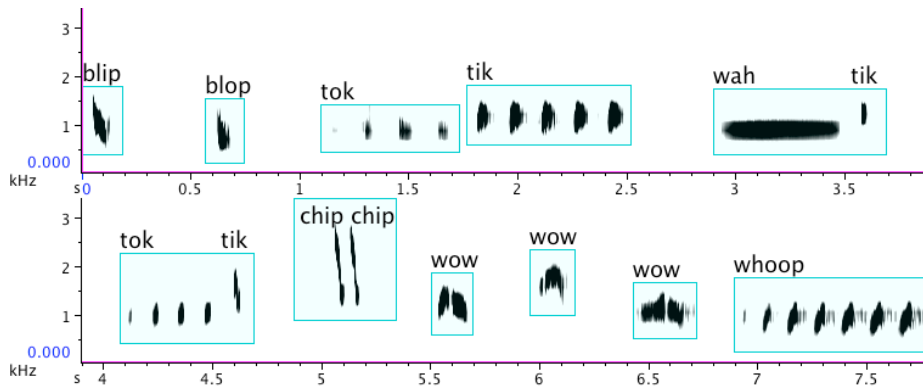 3
2
blip
blop
tok
tik
wah
tik
1
0.000
kHz
s 0 0.5 1 1.5 2 2.5 3 3.5
3
chip chip
wow
tok tik
wow
wow
whoop
2
1
0.000
kHz
s 4 4.5 5 5.5 6 6.5 7 7.5